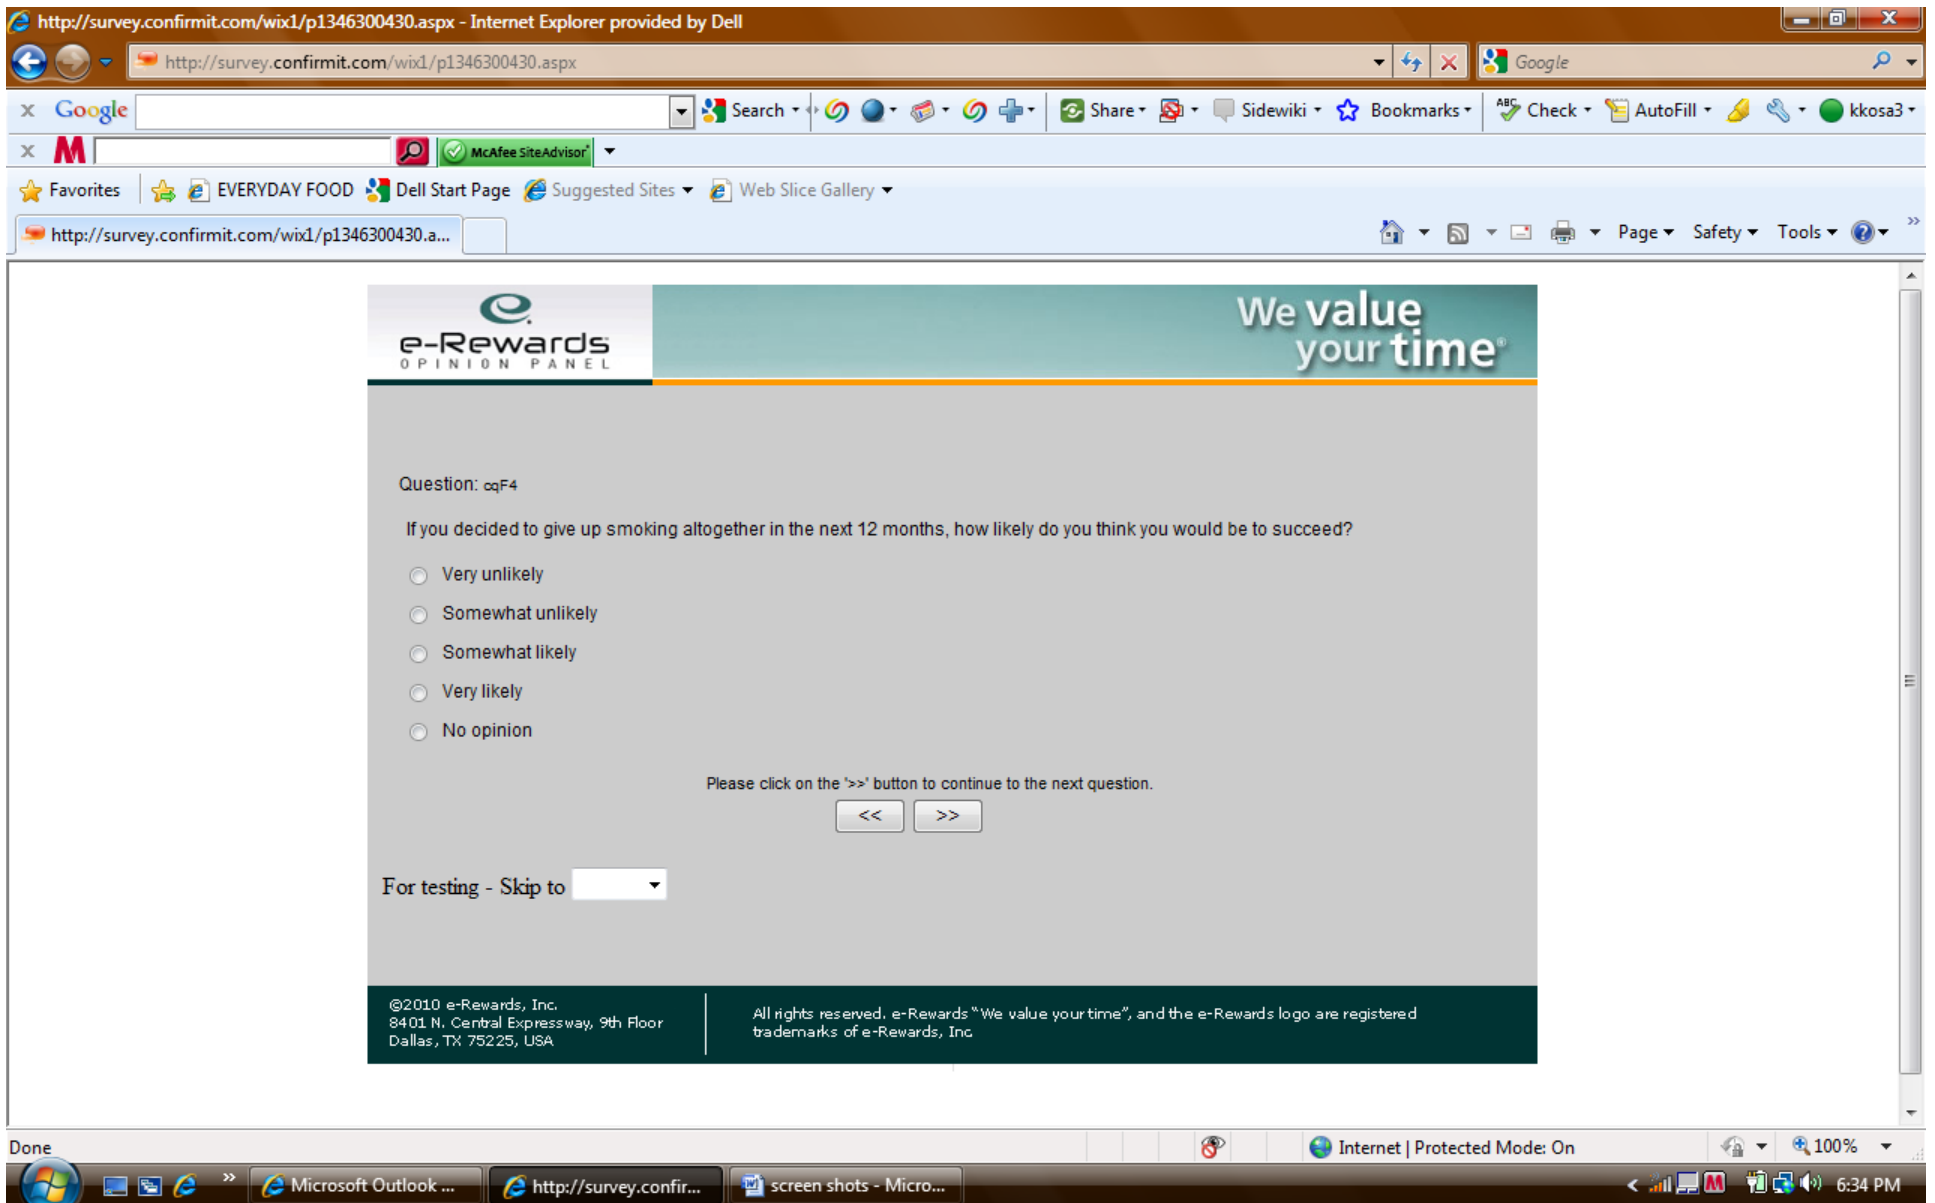 http://survey.confirmit.com/wix1/p1346300430.aspx - Internet Explorer provided by Dell
http://survey.confirmit.com/wix1/p1346300430.aspx
Google
x Google Search Share Sidewiki Bookmarks Check AutoFill kkosa3
x M McAfee SiteAdvisor
Favorites EVERYDAY FOOD Dell Start Page Suggested Sites Web Slice Gallery
http://survey.confirmit.com/wix1/p1346300430.a... Page Safety Tools »
e-Rewards
OPINION PANEL
We value
your time®
Question: cqF4
If you decided to give up smoking altogether in the next 12 months, how likely do you think you would be to succeed?
Very unlikely
Somewhat unlikely
Somewhat likely
Very likely
No opinion
Please click on the '>>' button to continue to the next question.
<< >>
For testing - Skip to
©2010 e-Rewards, Inc.
8401 N. Central Expressway, 9th Floor
Dallas, TX 75225, USA
All rights reserved. e-Rewards "We value your time", and the e-Rewards logo are registered
trademarks of e-Rewards, Inc
Done Internet | Protected Mode: On 100%
» Microsoft Outlook ... http://survey.confir... screen shots - Micro... < M 6:34 PM